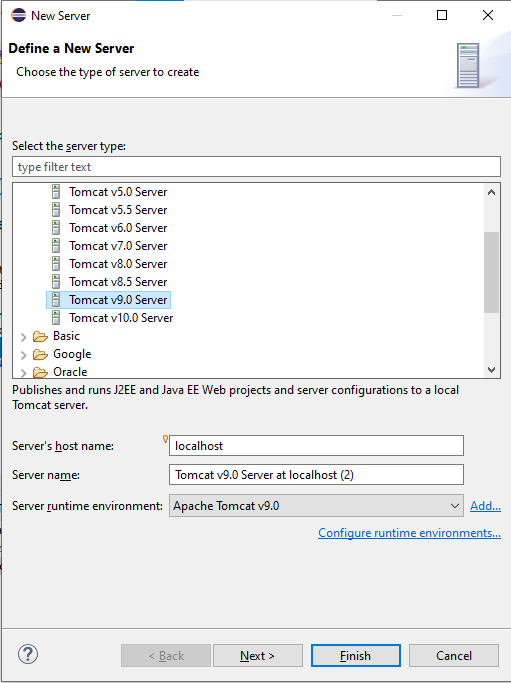 New Server
Define a New Server
Choose the type of server to create
Select the server type:
type filter text
Tomcat v5.0 Server
Tomcat v5.5 Server
Tomcat v6.0 Server
Tomcat v7.0 Server
Tomcat v8.0 Server
Tomcat v8.5 Server
Tomcat v9.0 Server
Tomcat v10.0 Server
Basic
Google
Oracle
Publishes and runs J2EE and Java EE Web projects and server configurations to a local
Tomcat server.
Server's host name: localhost
Server name: Tomcat v9.0 Server at localhost (2)
Server runtime environment: Apache Tomcat v9.0 Add...
Configure runtime environments...
? < Back Next > Finish Cancel